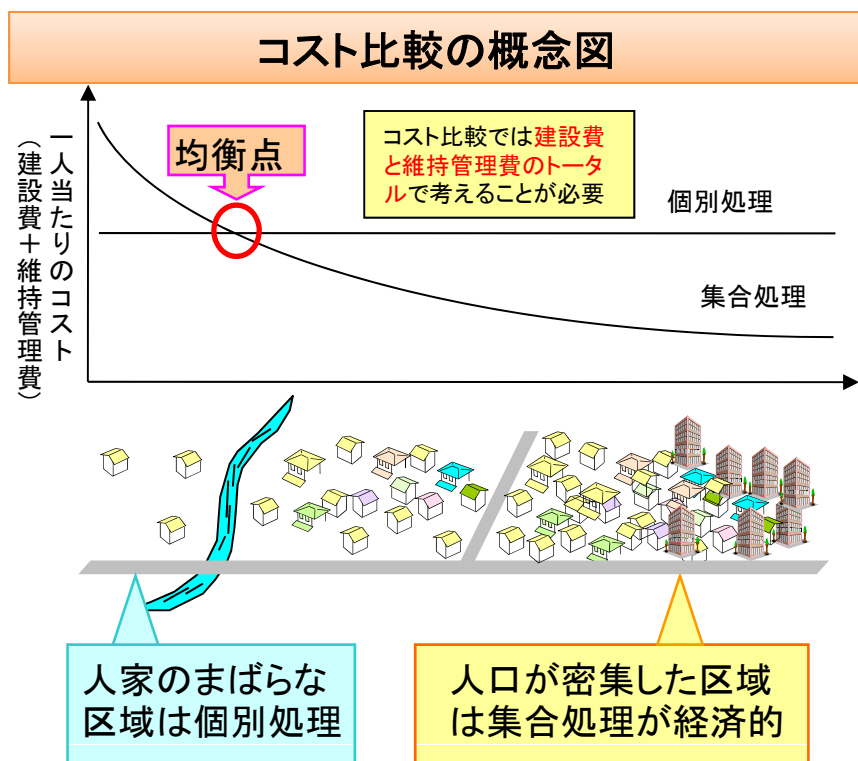 コスト比較の概念図
一人当たりのコスト
（建設費＋維持管理費）
均衡点
コスト比較では建設費
と維持管理費のトータ
ルで考えることが必要
個別処理
集合処理
人家のまばらな
区域は個別処理
人口が密集した区域
は集合処理が経済的